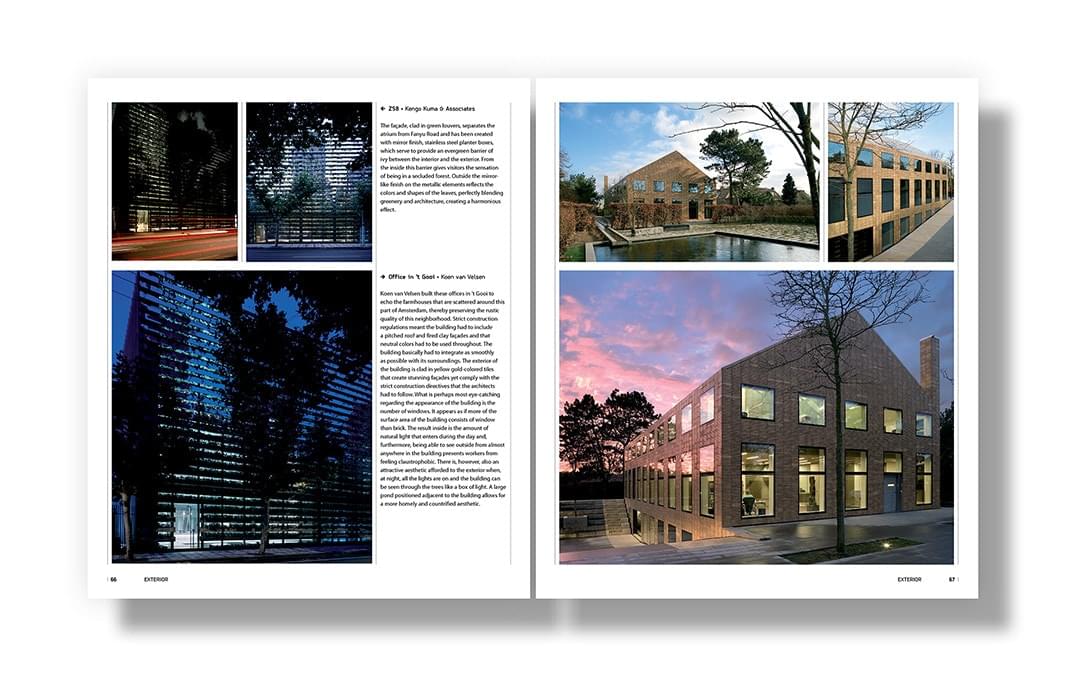 ← Z58 • Kengo Kuma & Associates
The façade, clad in green louvers, separates the
atrium from Fanyu Road and has been created
with mirror finish, stainless steel planter boxes,
which serve to provide an evergreen barrier of
ivy between the interior and the exterior. From
the inside this barrier gives visitors the sensation
of being in a secluded forest. Outside the mirror-
like finish on the metallic elements reflects the
colors and shapes of the leaves, perfectly blending
greenery and architecture, creating a harmonious
effect.
→ Office in 't Gooi • Koen van Velsen
Koen van Velsen built these offices in 't Gooi to
echo the farmhouses that are scattered around this
part of Amsterdam, thereby preserving the rustic
quality of this neighborhood. Strict construction
regulations meant the building had to include
a pitched roof and fired clay façades and that
neutral colors had to be used throughout. The
building basically had to integrate as smoothly
as possible with its surroundings. The exterior of
the building is clad in yellow gold-colored tiles
that create stunning façades yet comply with the
strict construction directives that the architects
had to follow. What is perhaps most eye-catching
regarding the appearance of the building is the
number of windows. It appears as if more of the
surface area of the building consists of window
than brick. The result inside is the amount of
natural light that enters during the day and,
furthermore, being able to see outside from almost
anywhere in the building prevents workers from
feeling claustrophobic. There is, however, also an
attractive aesthetic afforded to the exterior when,
at night, all the lights are on and the building can
be seen through the trees like a box of light. A large
pond positioned adjacent to the building allows for
a more homely and countrified aesthetic.
66 EXTERIOR
EXTERIOR 67